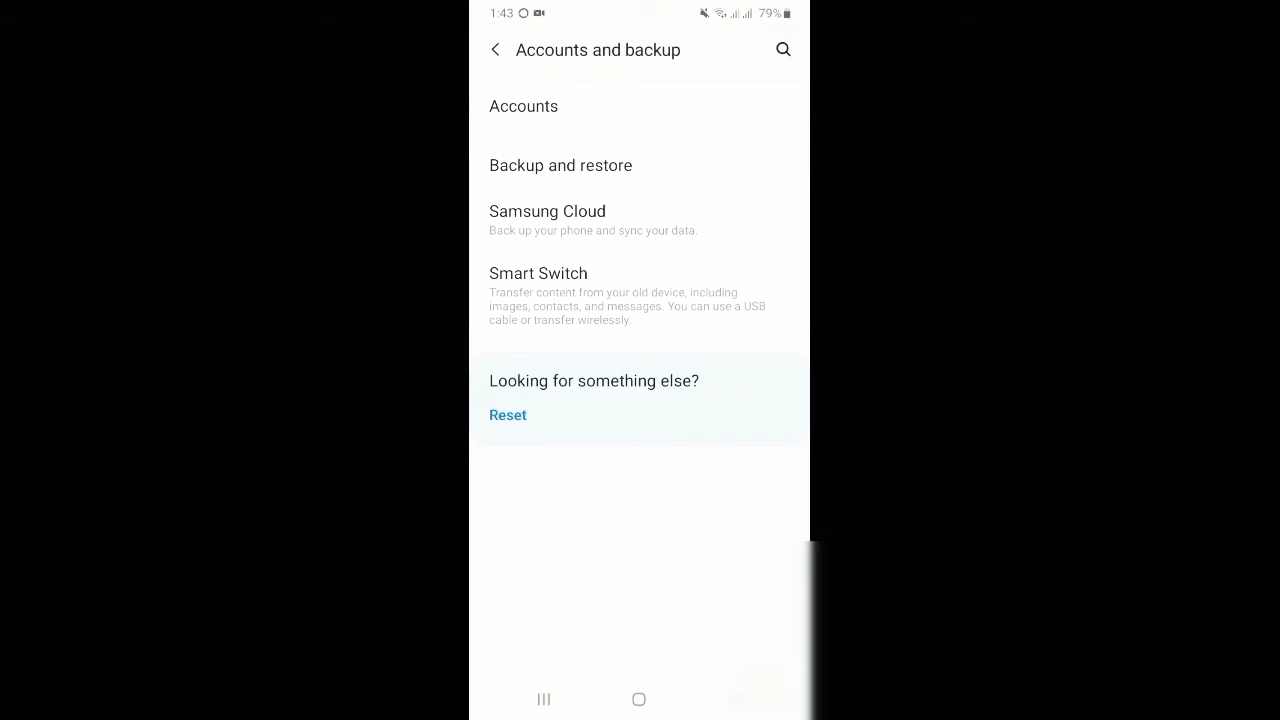 1:43 79%
Accounts and backup
Accounts
Backup and restore
Samsung Cloud
Back up your phone and sync your data.
Smart Switch
Transfer content from your old device, including
images, contacts, and messages. You can use a USB
cable or transfer wirelessly.
Looking for something else?
Reset